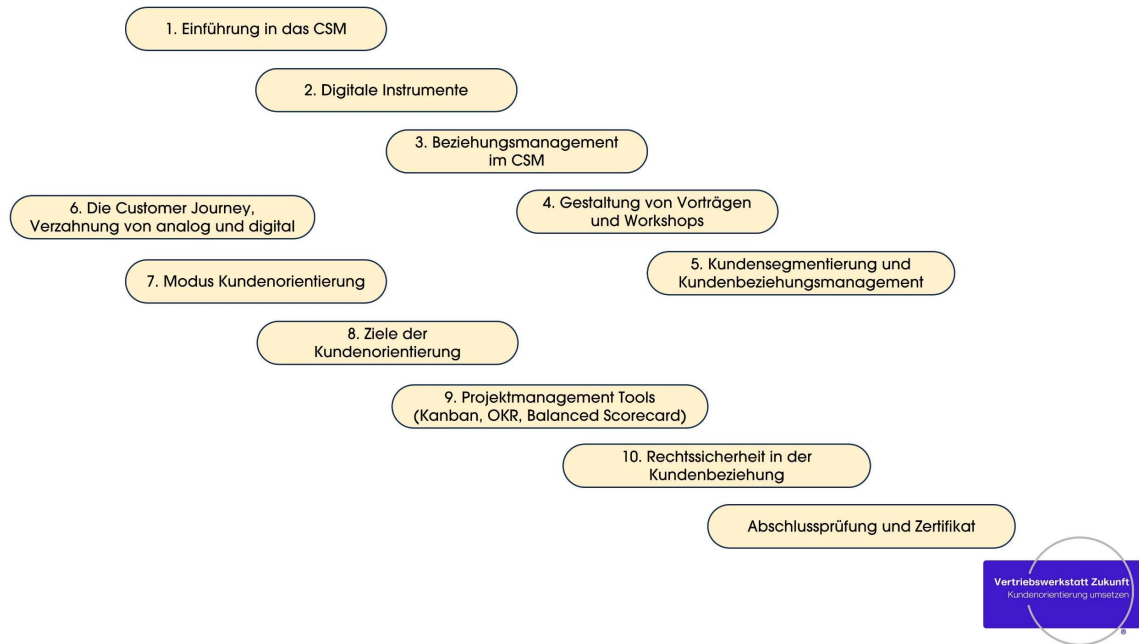 1. Einführung in das CSM
2. Digitale Instrumente
3. Beziehungsmanagement
im CSM
4. Gestaltung von Vorträgen
und Workshops
5. Kundensegmentierung und
Kundenbeziehungsmanagement
6. Die Customer Journey,
Verzahnung von analog und digital
7. Modus Kundenorientierung
8. Ziele der
Kundenorientierung
9. Projektmanagement Tools
(Kanban, OKR, Balanced Scorecard)
10. Rechtssicherheit in der
Kundenbeziehung
Abschlussprüfung und Zertifikat
Vertriebswerkstatt Zukunft
Kundenorientierung umsetzen
®